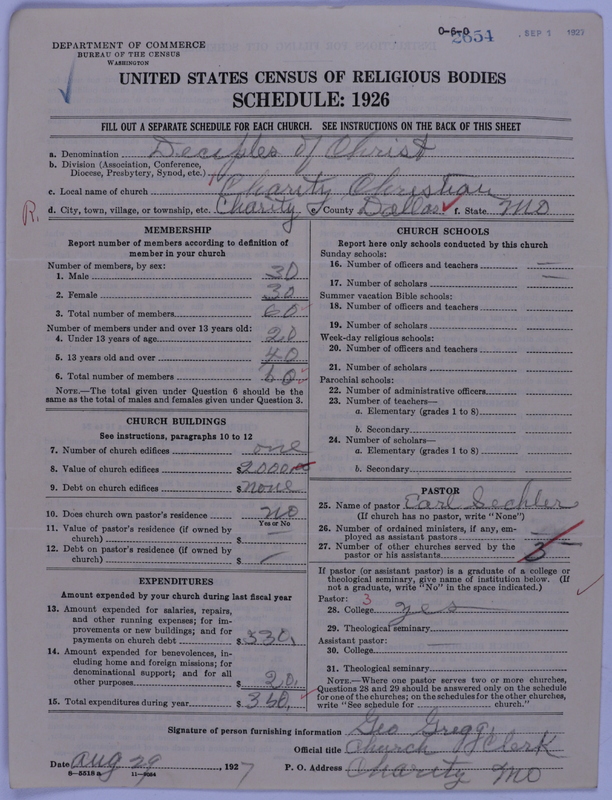 0-6-0
2654
SEP 1 1927
DEPARTMENT OF COMMERCE
BUREAU OF THE CENSUS
WASHINGTON
UNITED STATES CENSUS OF RELIGIOUS BODIES
SCHEDULE: 1926
FILL OUT A SEPARATE SCHEDULE FOR EACH CHURCH. SEE INSTRUCTIONS ON THE BACK OF THIS SHEET
a. Denomination Deciples of Christ
b. Division (Association, Conference, Diocese, Presbytery, Synod, etc.)
c. Local name of church Charity Christian
R.
d. City, town, village, or township, etc. Charity e. County Dallas f. State MO
MEMBERSHIP
Report number of members according to definition of
member in your church
Number of members, by sex:
1. Male 30
2. Female 30
3. Total number of members 60
Number of members under and over 13 years old:
4. Under 13 years of age 20
5. 13 years old and over 40
6. Total number of members 60
NOTE.—The total given under Question 6 should be
same as the total of males and females given under Question 3.
CHURCH BUILDINGS
See instructions, paragraphs 10 to 12
7. Number of church edifices one
8. Value of church edifices $2000.00
9. Debt on church edifices $ none
10. Does church own pastor's residence no
Yes or No
11. Value of pastor's residence (if owned by
church) $ —
12. Debt on pastor's residence (if owned by
church) $
EXPENDITURES
Amount expended by your church during last fiscal year
13. Amount expended for salaries, repairs,
and other running expenses; for im-
provements or new buildings; and for
payments on church debt $ 330.
14. Amount expended for benevolences, in-
cluding home and foreign missions; for
denominational support; and for all
other purposes $ 20.
15. Total expenditures during year $ 350.
CHURCH SCHOOLS
Report here only schools conducted by this church
Sunday schools:
16. Number of officers and teachers —
17. Number of scholars —
Summer vacation Bible schools:
18. Number of officers and teachers
19. Number of scholars
Week-day religious schools:
20. Number of officers and teachers
21. Number of scholars
Parochial schools:
22. Number of administrative officers
23. Number of teachers—
a. Elementary (grades 1 to 8)
b. Secondary
24. Number of scholars—
a. Elementary (grades 1 to 8)
b. Secondary
PASTOR
25. Name of pastor Earl Sechler
(If church has no pastor, write "None")
26. Number of ordained ministers, if any, em-
ployed as assistant pastors —
27. Number of other churches served by the
pastor or his assistants 3
If pastor (or assistant pastor) is a graduate of a college or
theological seminary, give name of institution below. (If
not a graduate, write "No" in the space indicated.)
Pastor: 3
28. College yes
29. Theological seminary
Assistant pastor:
30. College
31. Theological seminary
NOTE.—Where one pastor serves two or more churches,
Questions 28 and 29 should be answered only on the schedule
for one of the churches; on the schedules for the other churches,
write "See schedule for church."
Signature of person furnishing information Geo Gregg
Official title Church Clerk
Date Aug 29, 1927 P. O. Address Charity MO
8-5518 a 11-9054